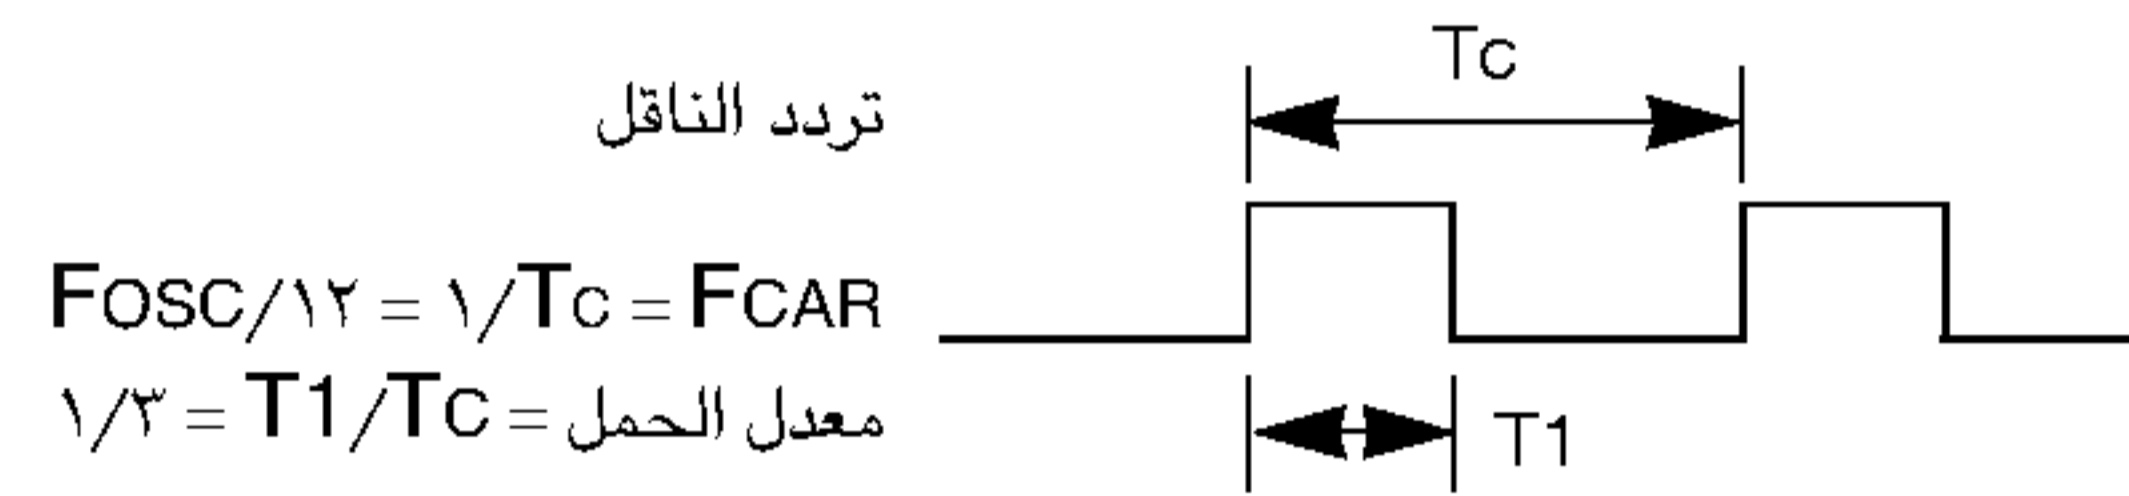 تردد الناقل
FCAR = ١/TC = FOSC/١٢
معدل الحمل = T1/TC = ١/٣
TC
T1